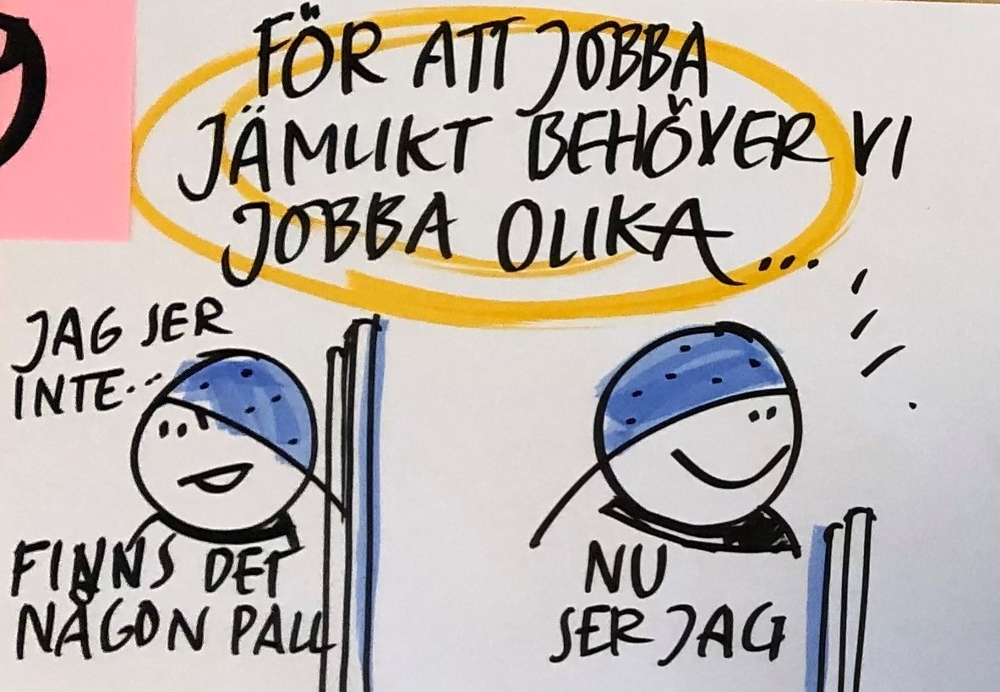 FÖR ATT JOBBA
JÄMLIKT BEHÖVER VI
JOBBA OLIKA...
JAG SER
INTE...
FINNS DET
NÅGON PALL
NU
SER JAG